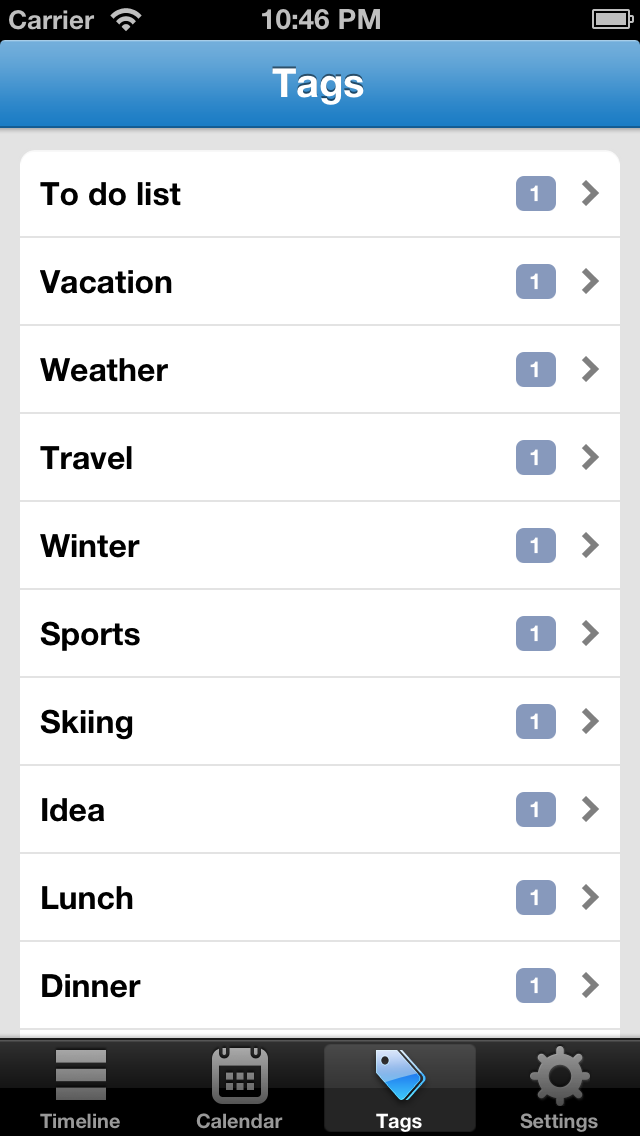 Carrier 10:46 PM
Tags
To do list 1
Vacation 1
Weather 1
Travel 1
Winter 1
Sports 1
Skiing 1
Idea 1
Lunch 1
Dinner 1
Timeline Calendar Tags Settings